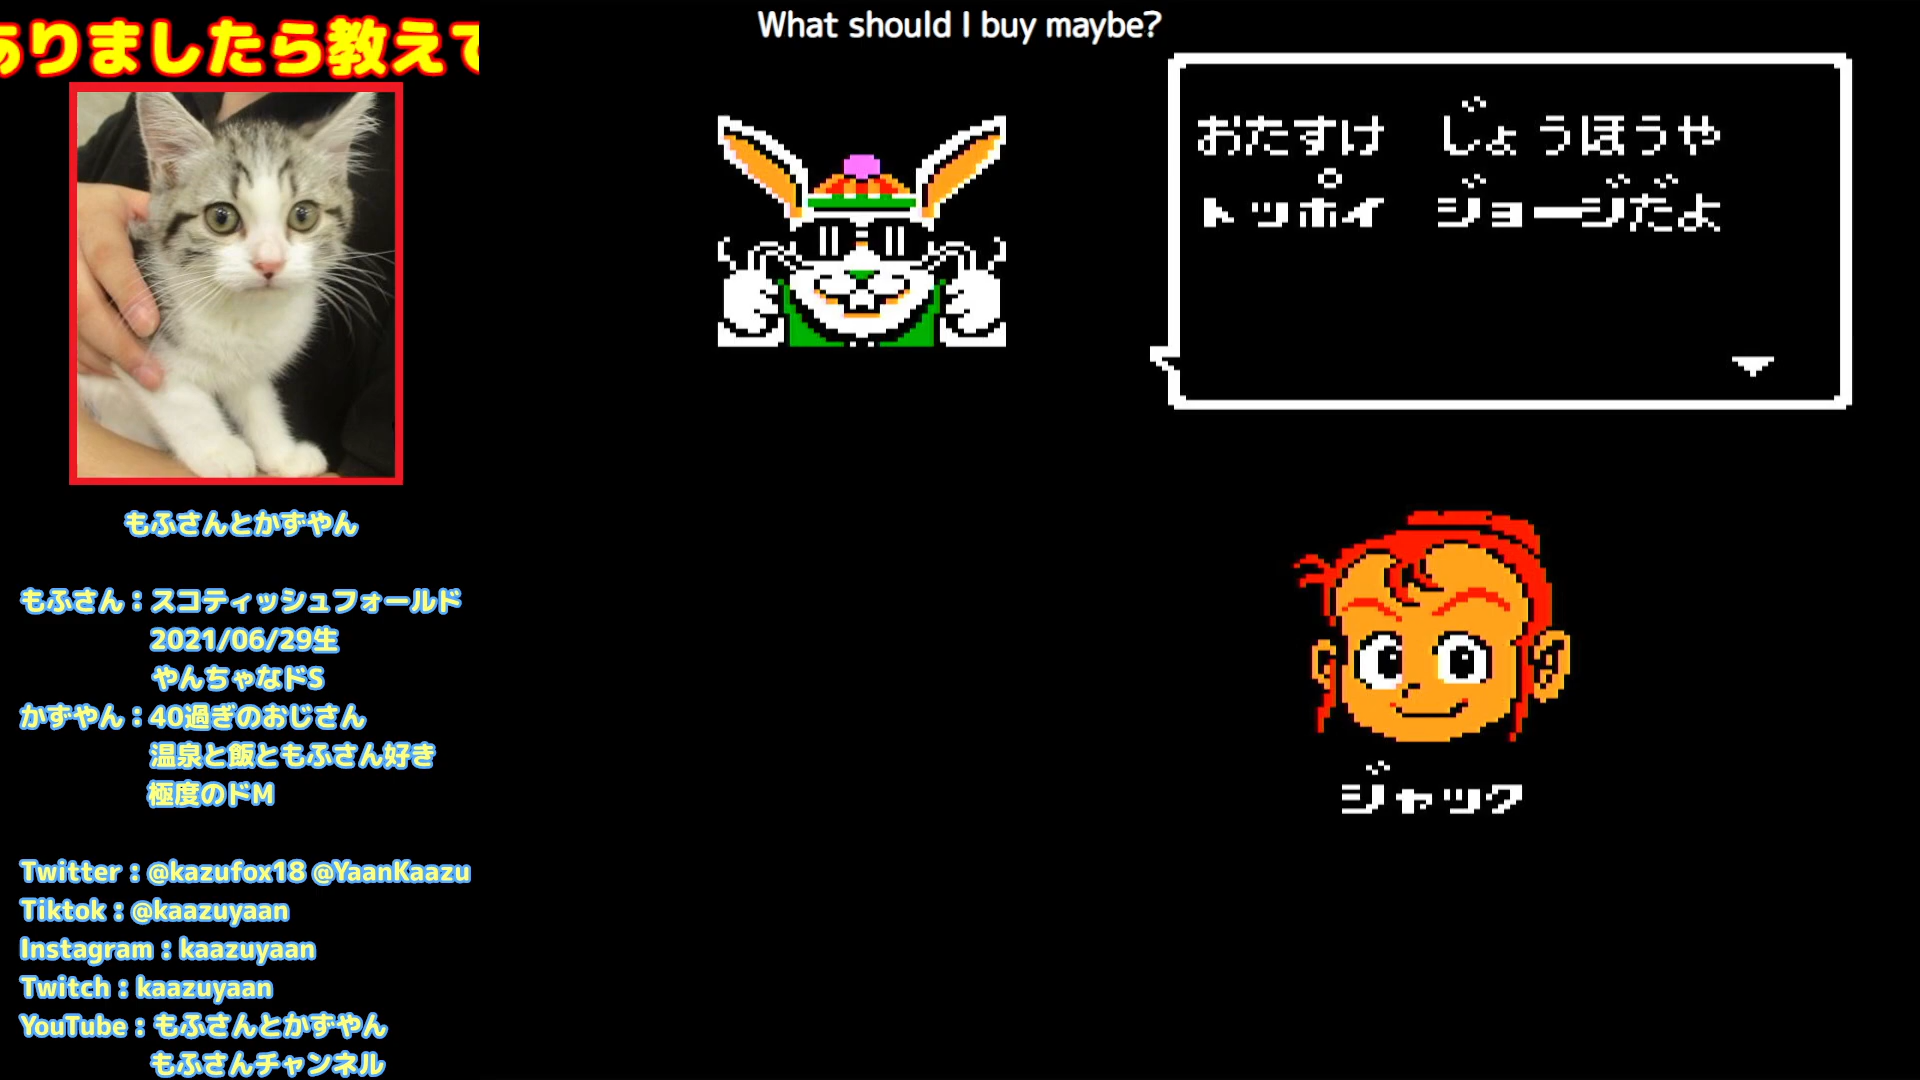 ありましたら教えて
What should I buy maybe?
おたすけ じょうほうや
トッポイ ジョージだよ
ジャック
もふさんとかずやん
もふさん：スコティッシュフォールド
2021/06/29生
やんちゃなドS
かずやん：40過ぎのおじさん
温泉と飯ともふさん好き
極度のドM
Twitter：@kazufox18 @YaanKaazu
Tiktok：@kaazuyaan
Instagram：kaazuyaan
Twitch：kaazuyaan
YouTube：もふさんとかずやん
もふさんチャンネル